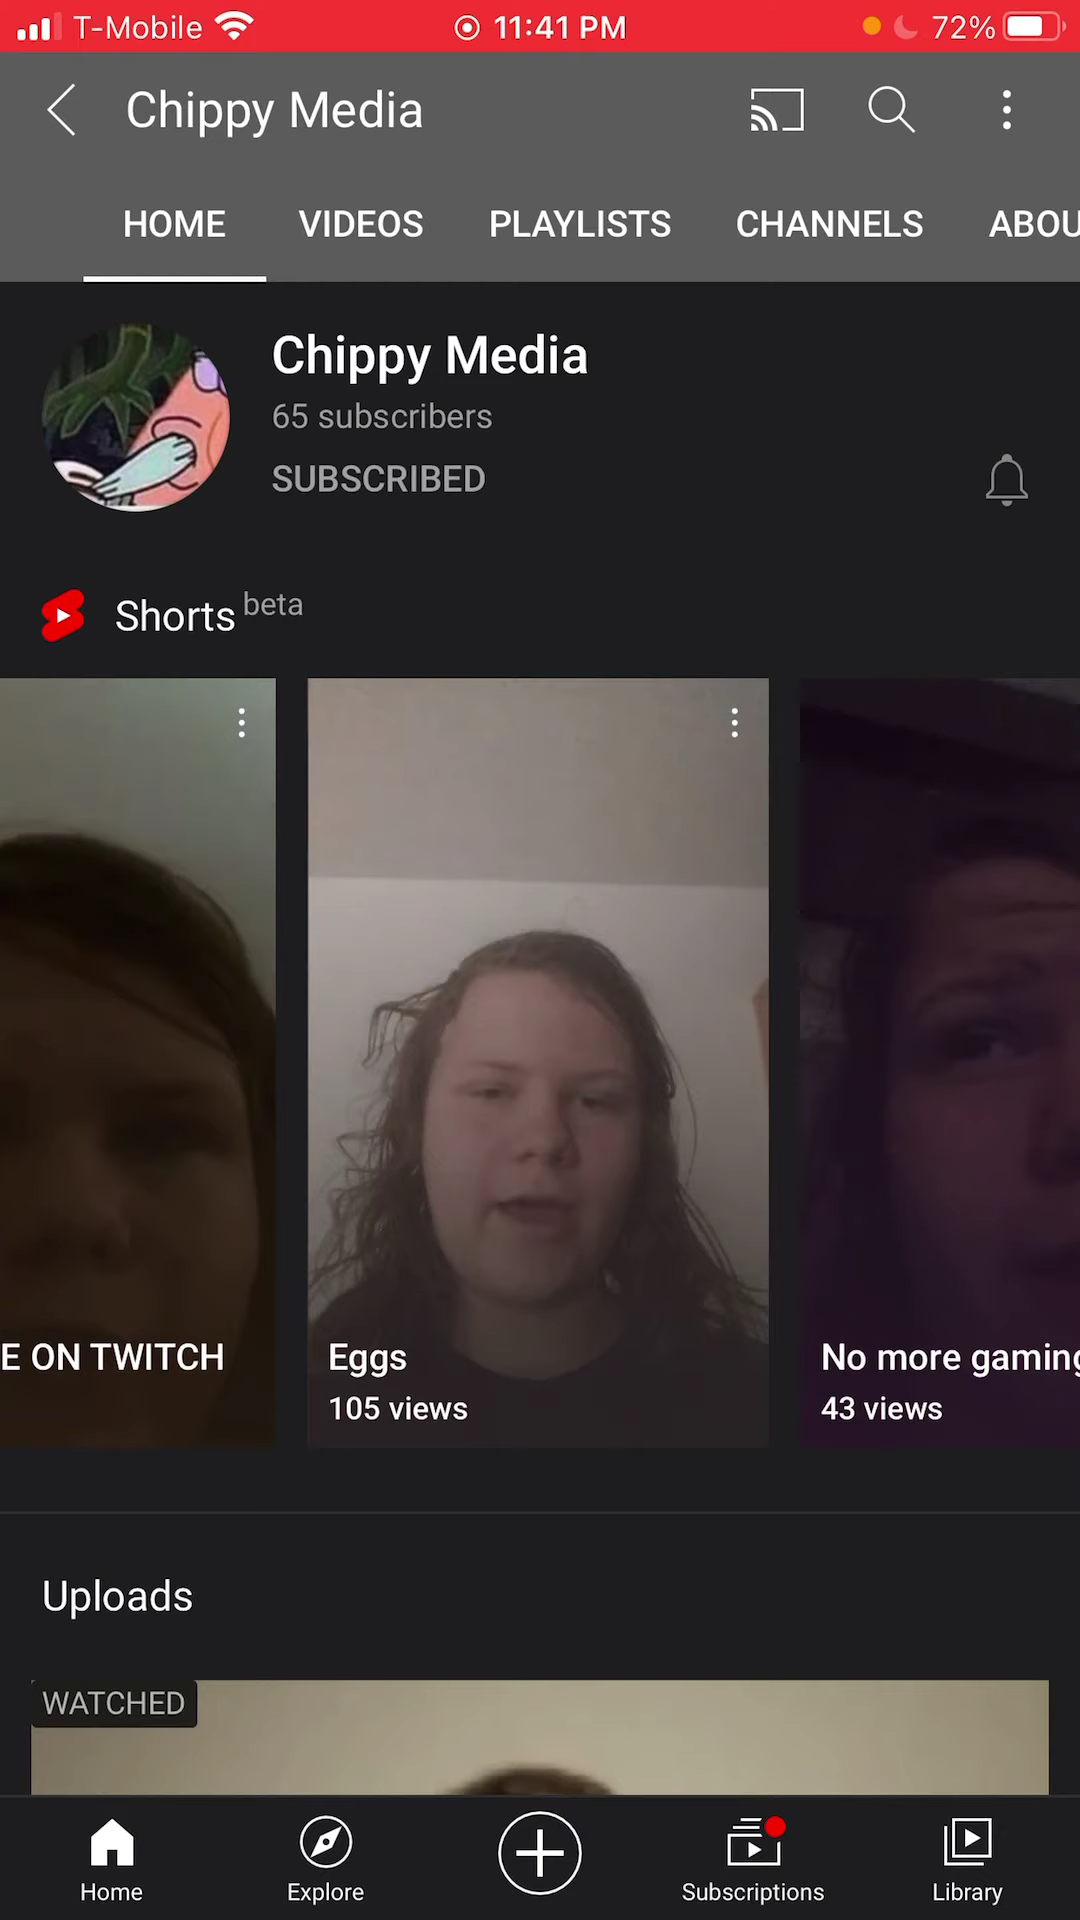 T-Mobile 11:41 PM 72%
Chippy Media
HOME VIDEOS PLAYLISTS CHANNELS ABOU
Chippy Media
65 subscribers
SUBSCRIBED
Shorts beta
E ON TWITCH
Eggs
105 views
No more gaming
43 views
Uploads
WATCHED
Home Explore Subscriptions Library